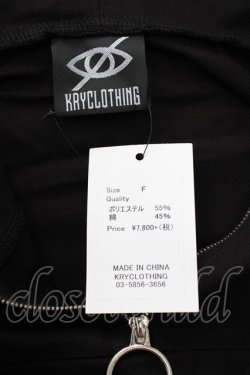 KRYCLOTHING
Size F
Quality
ポリエステル 55%
綿 45%
Price ¥7,800+(税)
MADE IN CHINA
KRYCLOTHING
03-5856-3656
closetchild